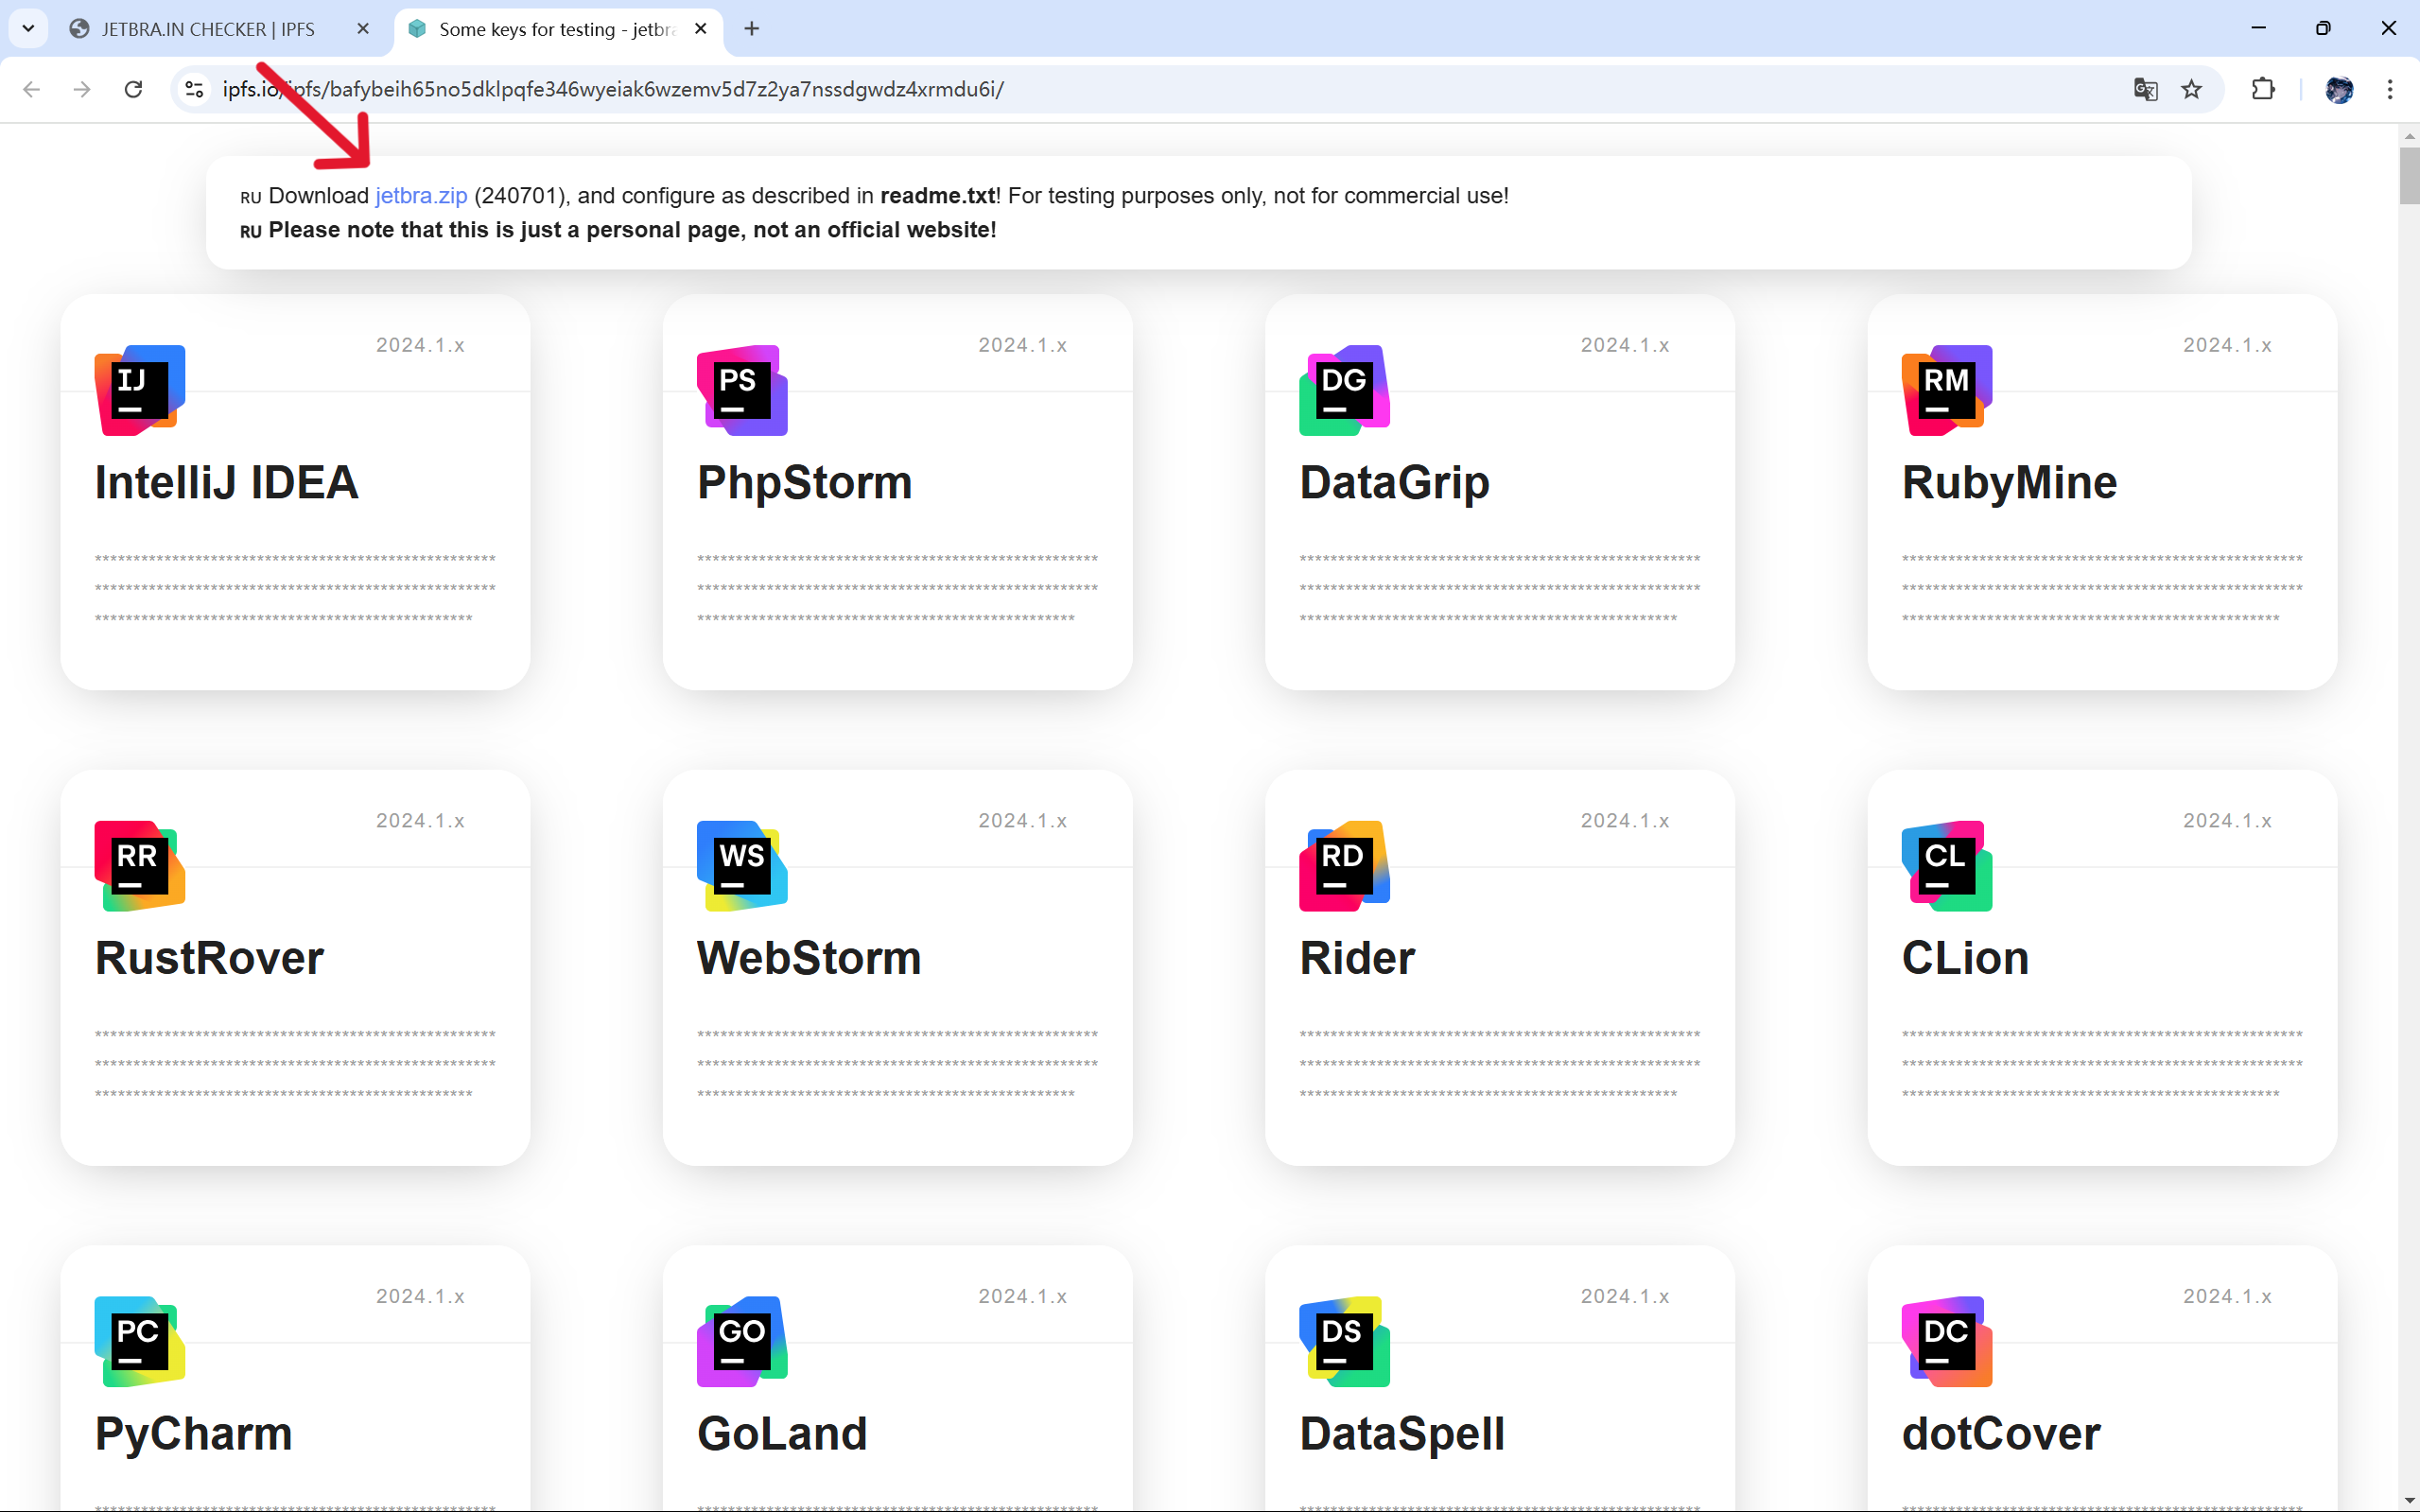 JETBRA.IN CHECKER | IPFS
Some keys for testing - jetbra
ipfs.io/ipfs/bafybeih65no5dklpqfe346wyeiak6wzemv5d7z2ya7nssdgwdz4xrmdu6i/
RU Download jetbra.zip (240701), and configure as described in readme.txt! For testing purposes only, not for commercial use!
RU Please note that this is just a personal page, not an official website!
2024.1.x 2024.1.x 2024.1.x 2024.1.x
IJ PS DG RM
IntelliJ IDEA PhpStorm DataGrip RubyMine
2024.1.x 2024.1.x 2024.1.x 2024.1.x
RR WS RD CL
RustRover WebStorm Rider CLion
2024.1.x 2024.1.x 2024.1.x 2024.1.x
PC GO DS DC
PyCharm GoLand DataSpell dotCover